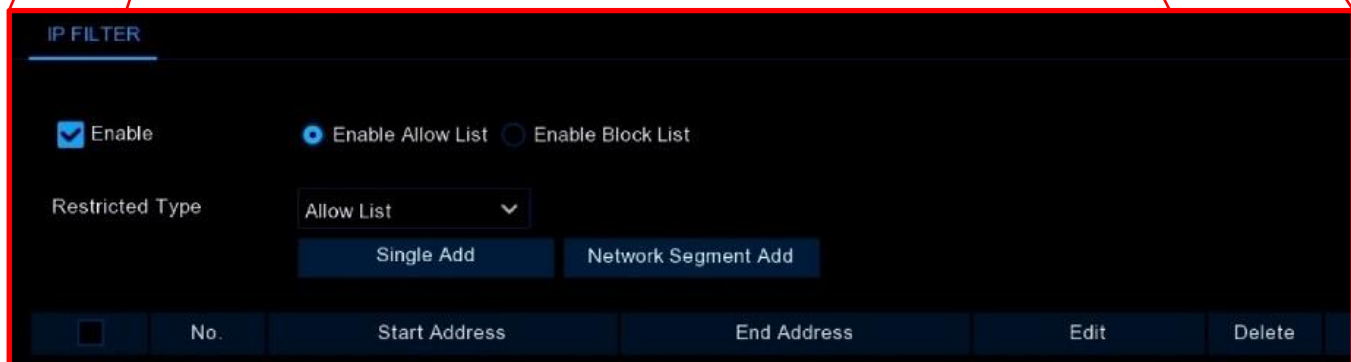 IP FILTER
Enable Enable Allow List Enable Block List
Restricted Type Allow List
Single Add Network Segment Add
No. Start Address End Address Edit Delete